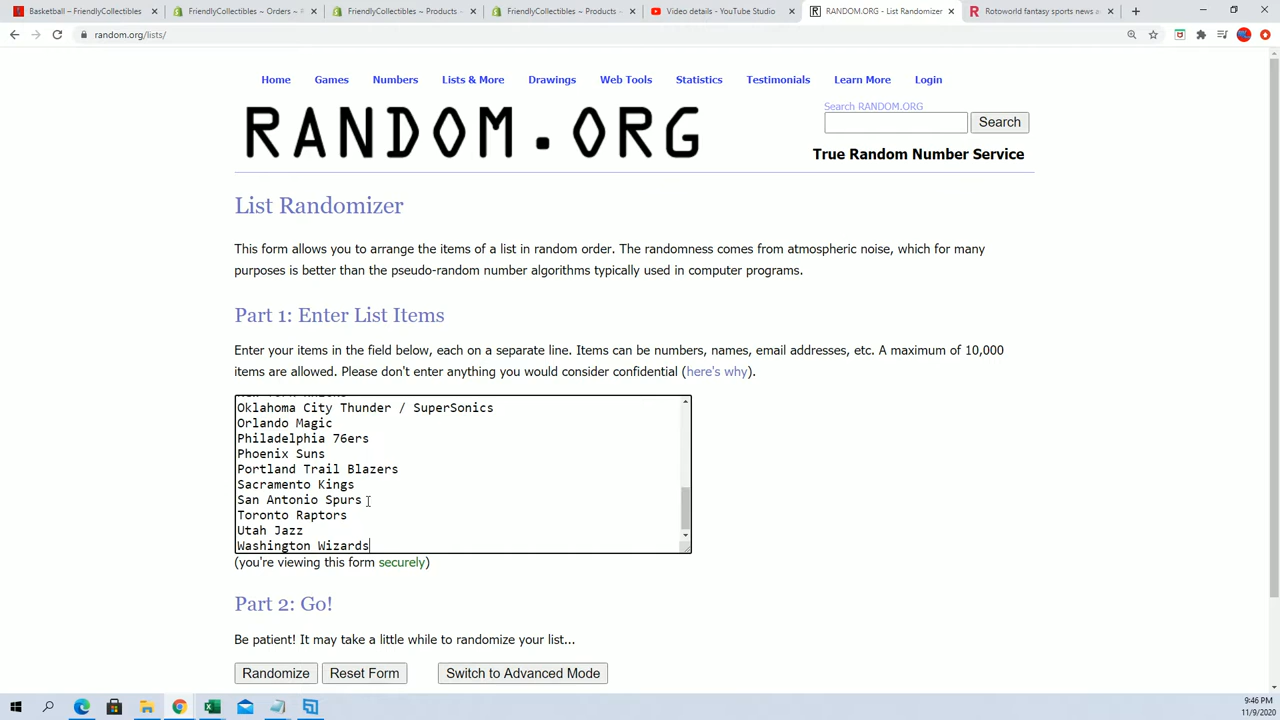 Basketball – FriendlyCollectibles
FriendlyCollectibles ~ Orders ~
FriendlyCollectibles ~ Products ~
FriendlyCollectibles ~ Products ~
Video details - YouTube Studio
RANDOM.ORG - List Randomizer
Rotoworld fantasy sports news a
random.org/lists/
Home Games Numbers Lists & More Drawings Web Tools Statistics Testimonials Learn More Login
RANDOM.ORG
Search RANDOM.ORG
Search
True Random Number Service
List Randomizer
This form allows you to arrange the items of a list in random order. The randomness comes from atmospheric noise, which for many
purposes is better than the pseudo-random number algorithms typically used in computer programs.
Part 1: Enter List Items
Enter your items in the field below, each on a separate line. Items can be numbers, names, email addresses, etc. A maximum of 10,000
items are allowed. Please don't enter anything you would consider confidential (here's why).
Oklahoma City Thunder / SuperSonics
Orlando Magic
Philadelphia 76ers
Phoenix Suns
Portland Trail Blazers
Sacramento Kings
San Antonio Spurs
Toronto Raptors
Utah Jazz
Washington Wizards
(you're viewing this form securely)
Part 2: Go!
Be patient! It may take a little while to randomize your list...
Randomize Reset Form Switch to Advanced Mode
9:46 PM
11/9/2020